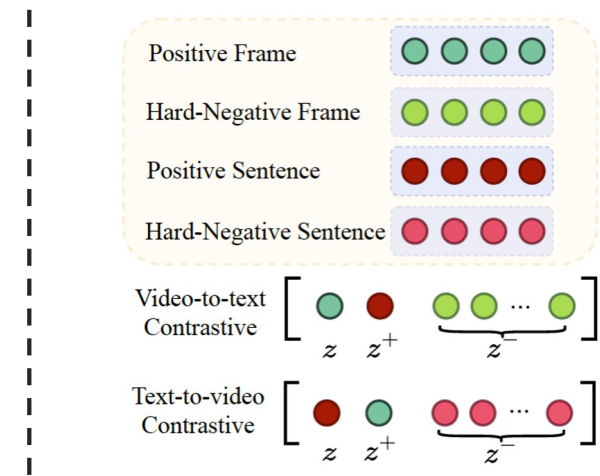 Positive Frame
Hard-Negative Frame
Positive Sentence
Hard-Negative Sentence
Video-to-text
Contrastive
z z⁺ z⁻
...
Text-to-video
Contrastive
z z⁺ z⁻
...